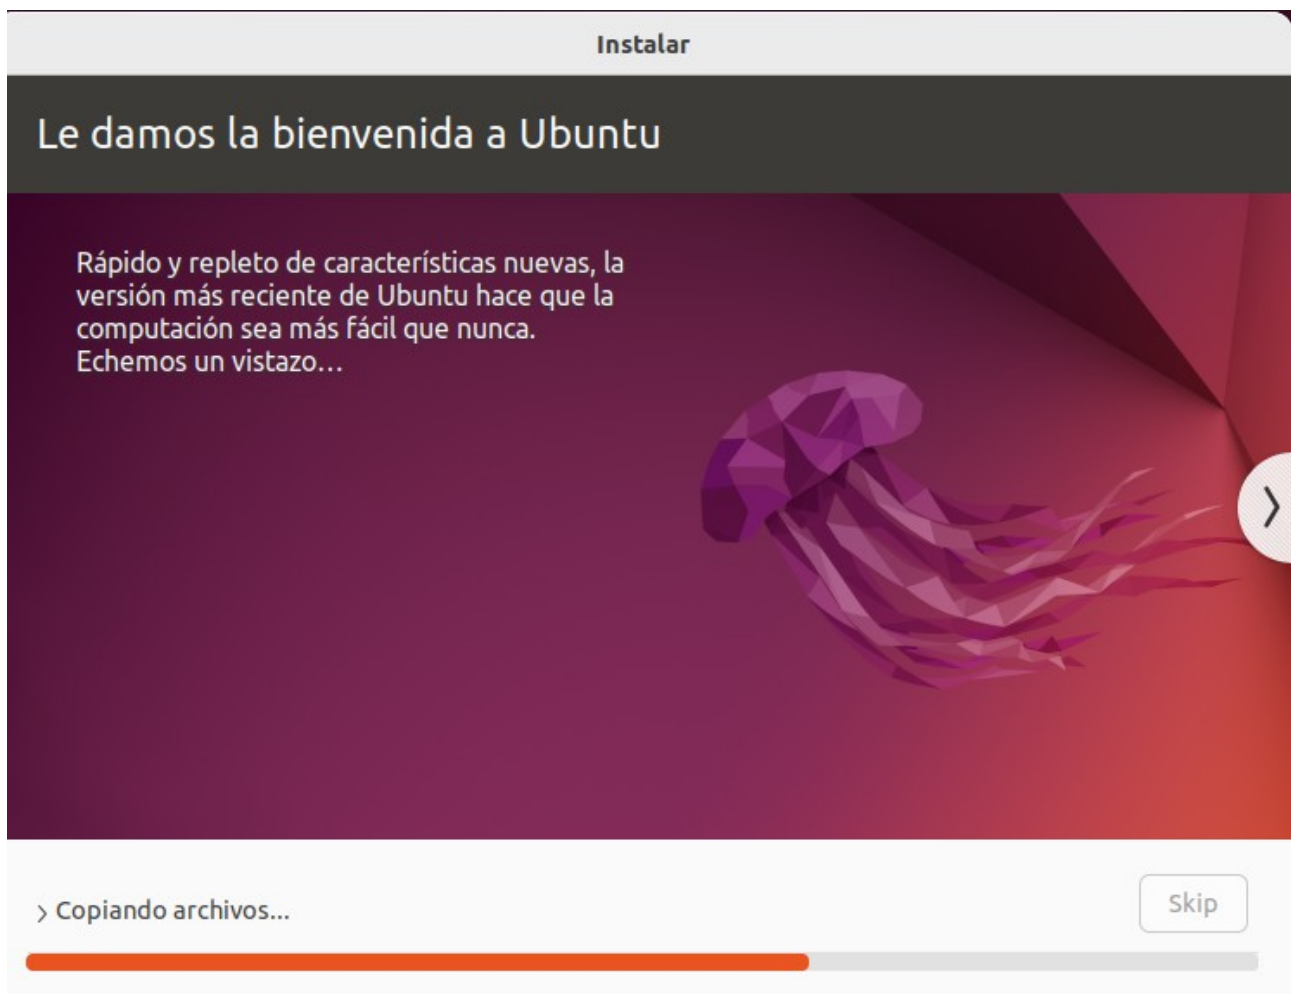 Instalar
Le damos la bienvenida a Ubuntu
Rápido y repleto de características nuevas, la
versión más reciente de Ubuntu hace que la
computación sea más fácil que nunca.
Echemos un vistazo...
Copiando archivos...
Skip